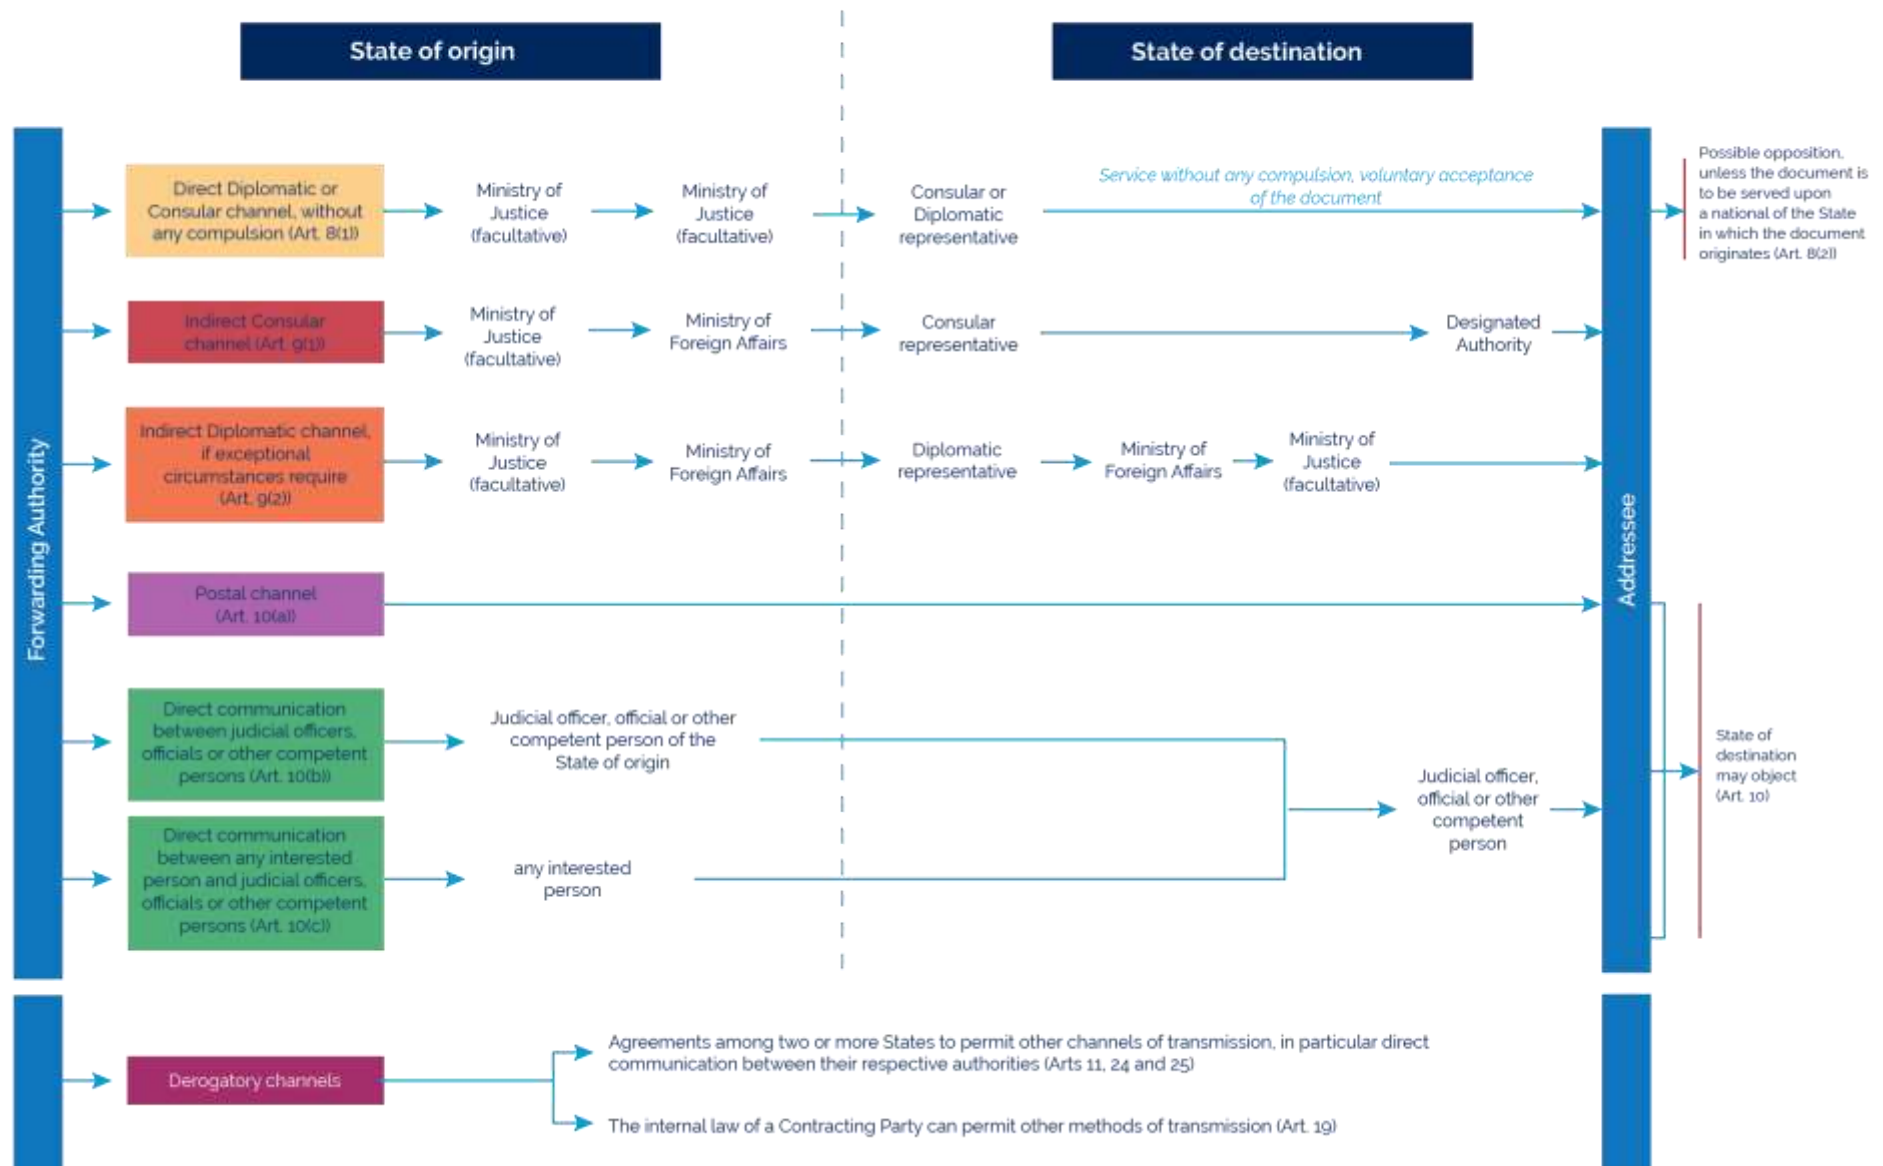 State of origin
State of destination
Forwarding Authority
Direct Diplomatic or
Consular channel, without
any compulsion (Art. 8(1))
Ministry of
Justice
(facultative)
Ministry of
Justice
(facultative)
Consular or
Diplomatic
representative
Service without any compulsion, voluntary acceptance
of the document
Possible opposition,
unless the document is
to be served upon
a national of the State
in which the document
originates (Art. 8(2))
Indirect Consular
channel (Art. 9(1))
Ministry of
Justice
(facultative)
Ministry of
Foreign Affairs
Consular
representative
Designated
Authority
Indirect Diplomatic channel,
if exceptional
circumstances require
(Art. 9(2))
Ministry of
Justice
(facultative)
Ministry of
Foreign Affairs
Diplomatic
representative
Ministry of
Foreign Affairs
Ministry of
Justice
(facultative)
Addressee
Postal channel
(Art. 10(a))
Direct communication
between judicial officers,
officials or other competent
persons (Art. 10(b))
Judicial officer, official or other
competent person of the
State of origin
Judicial officer,
official or other
competent
person
State of
destination
may object
(Art. 10)
Direct communication
between any interested
person and judicial officers,
officials or other competent
persons (Art. 10(c))
any interested
person
Derogatory channels
Agreements among two or more States to permit other channels of transmission, in particular direct
communication between their respective authorities (Arts 11, 24 and 25)
The internal law of a Contracting Party can permit other methods of transmission (Art. 19)